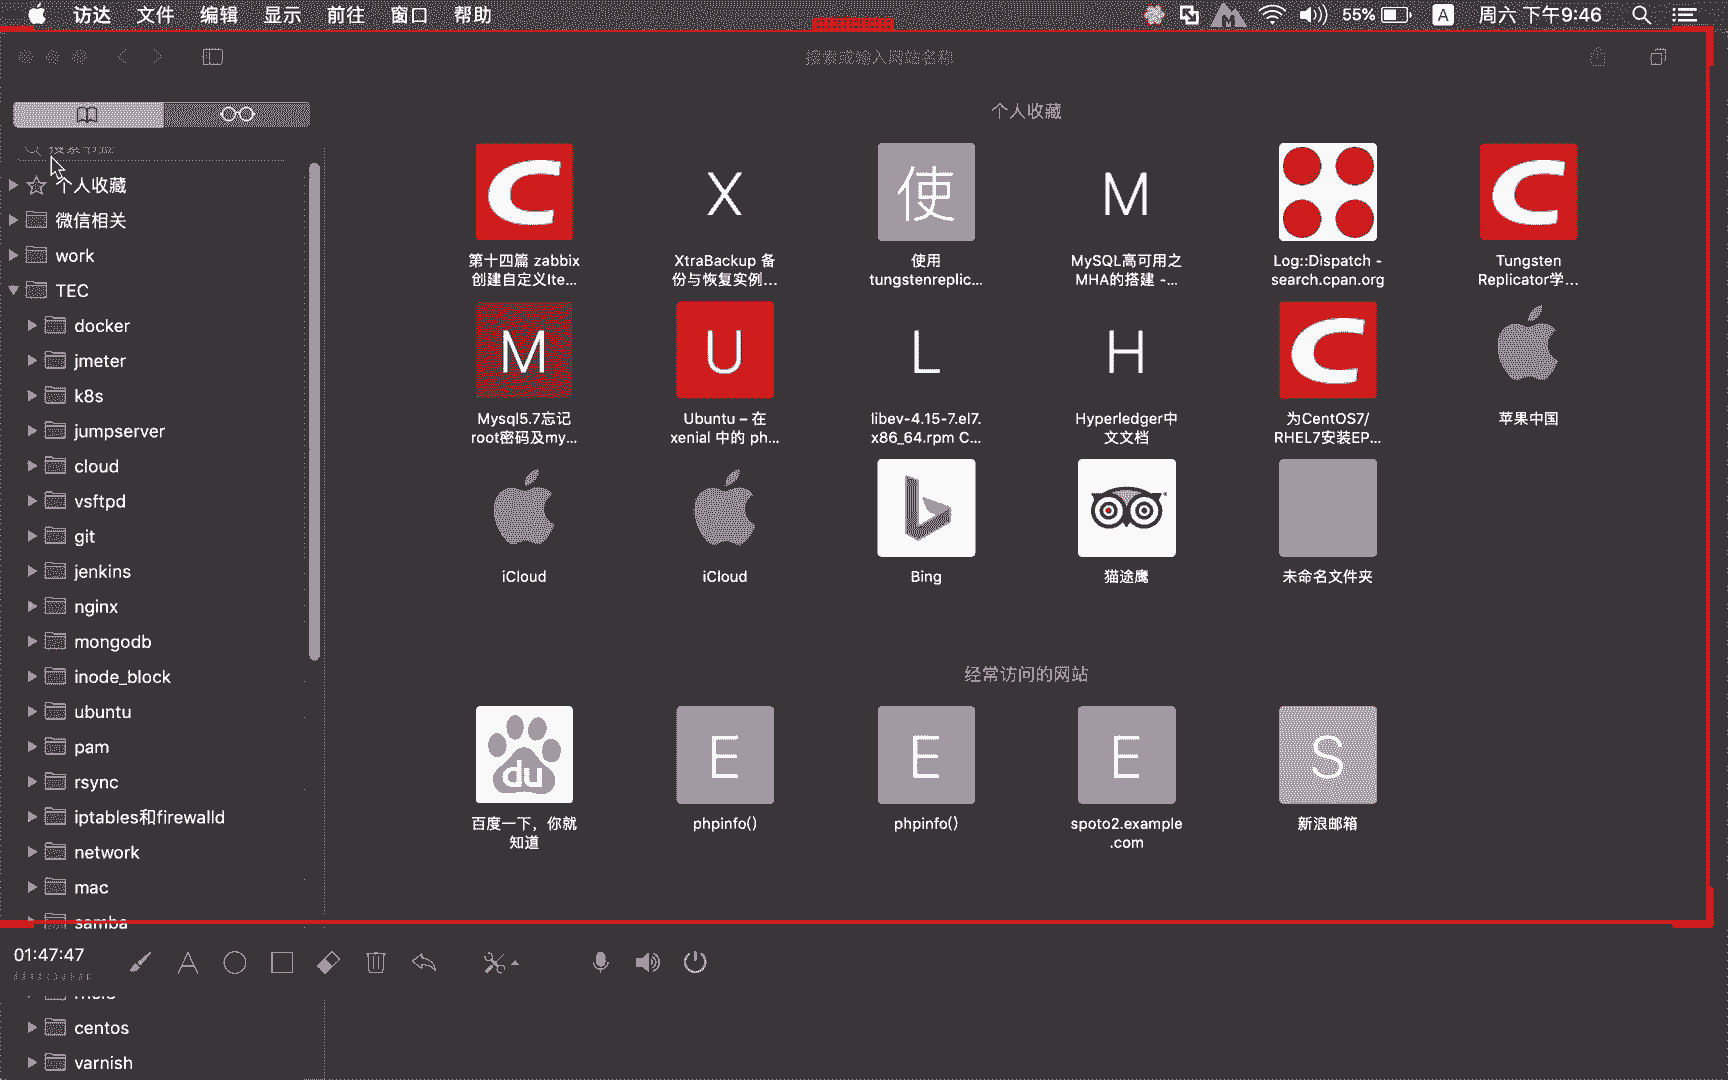 访达 文件 编辑 显示 前往 窗口 帮助
55% A 周六 下午9:46
搜索或输入网站名称
个人收藏
个人收藏
微信相关
work
TEC
docker
jmeter
k8s
jumpserver
cloud
vsftpd
git
jenkins
nginx
mongodb
inode_block
ubuntu
pam
rsync
iptables和firewalld
network
mac
samba
centos
varnish
第十四篇 zabbix
创建自定义Ite...
X
XtraBackup 备
份与恢复实例...
使
使用
tungstenreplic...
M
MySQL高可用之
MHA的搭建 -...
Log::Dispatch -
search.cpan.org
Tungsten
Replicator学...
M
Mysql5.7忘记
root密码及my...
U
Ubuntu – 在
xenial 中的 ph...
L
libev-4.15-7.el7.
x86_64.rpm C...
H
Hyperledger中
文文档
为CentOS7/
RHEL7安装EP...
苹果中国
iCloud
iCloud
Bing
猫途鹰
未命名文件夹
经常访问的网站
du
百度一下，你就
知道
E
phpinfo()
E
phpinfo()
E
spoto2.example
.com
S
新浪邮箱
01:47:47